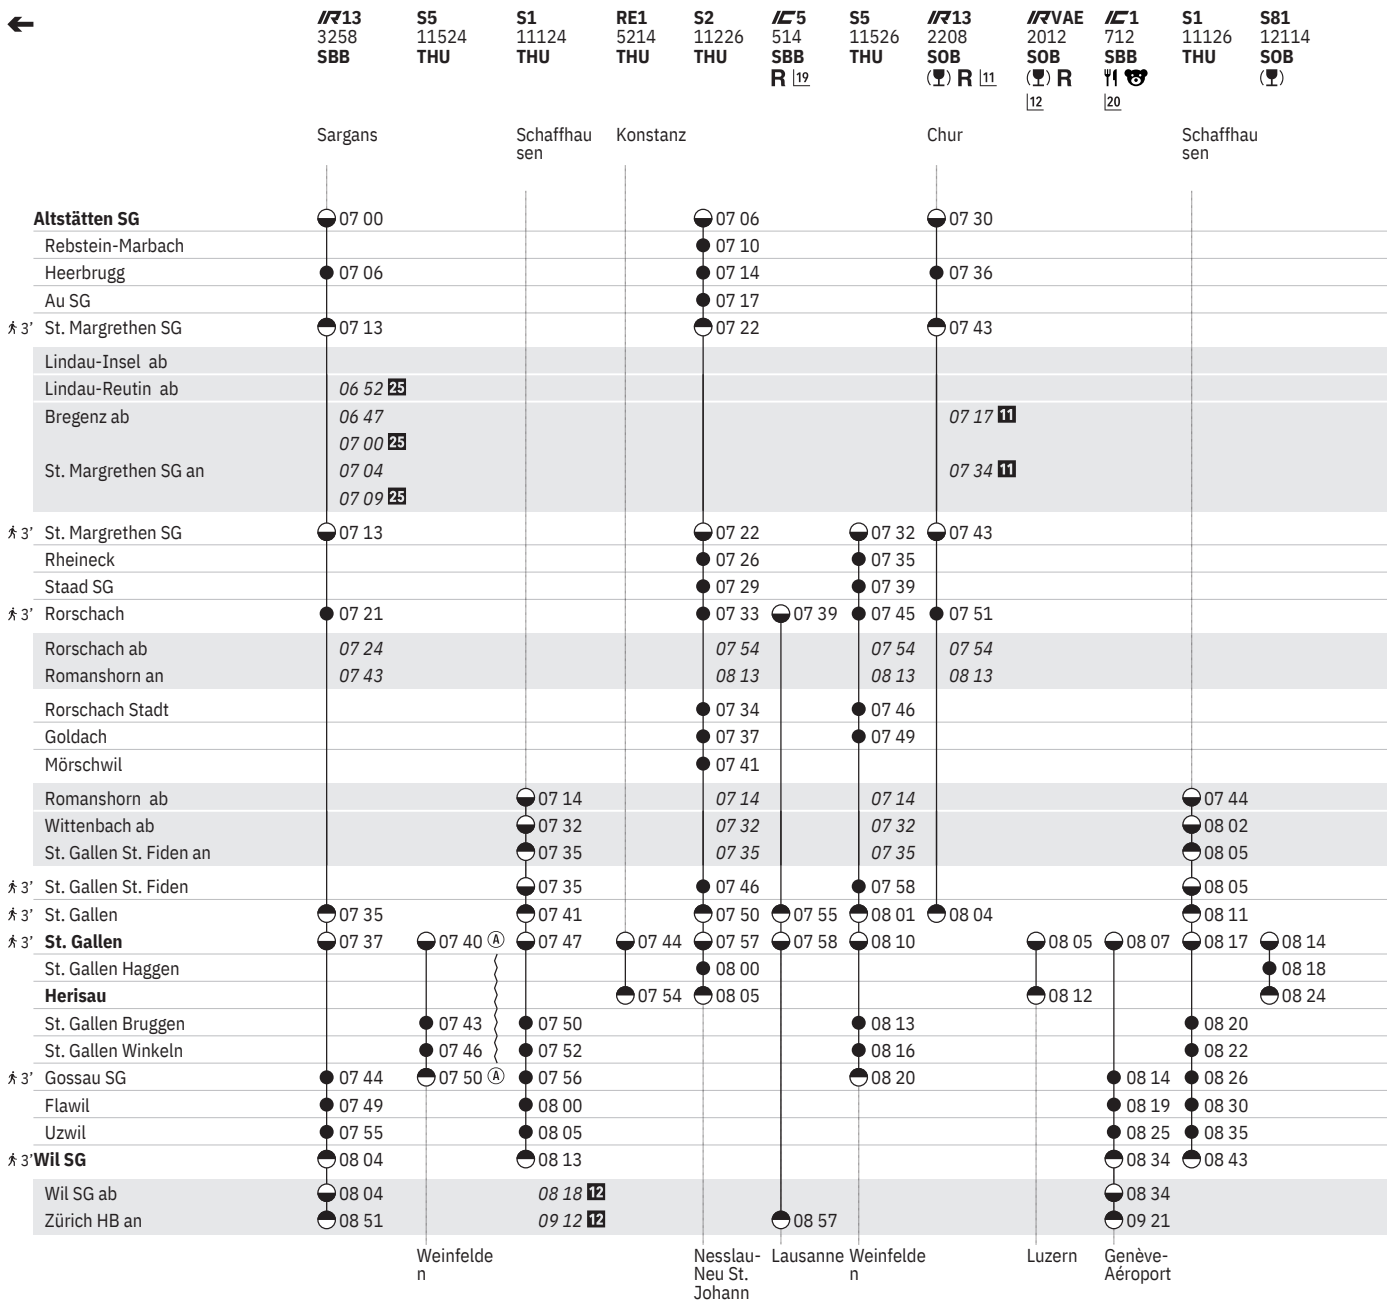 IR13 S5 S1 RE1 S2 IC5 S5 IR13 IRVAE IC1 S1 S81
3258 11524 11124 5214 11226 514 11526 2208 2012 712 11126 12114
SBB THU THU THU THU SBB THU SOB SOB SBB THU SOB
R 19 R 11 R
12 20
Sargans Schaffhau Konstanz Chur Schaffhau
sen sen
Altstätten SG 07 00 07 06 07 30
Rebstein-Marbach 07 10
Heerbrugg 07 06 07 14 07 36
Au SG 07 17
3' St. Margrethen SG 07 13 07 22 07 43
Lindau-Insel ab
Lindau-Reutin ab 06 52 25
Bregenz ab 06 47 07 17 11
07 00 25
St. Margrethen SG an 07 04 07 34 11
07 09 25
3' St. Margrethen SG 07 13 07 22 07 32 07 43
Rheineck 07 26 07 35
Staad SG 07 29 07 39
3' Rorschach 07 21 07 33 07 39 07 45 07 51
Rorschach ab 07 24 07 54 07 54 07 54
Romanshorn an 07 43 08 13 08 13 08 13
Rorschach Stadt 07 34 07 46
Goldach 07 37 07 49
Mörschwil 07 41
Romanshorn ab 07 14 07 14 07 14 07 44
Wittenbach ab 07 32 07 32 07 32 08 02
St. Gallen St. Fiden an 07 35 07 35 07 35 08 05
3' St. Gallen St. Fiden 07 35 07 46 07 58 08 05
3' St. Gallen 07 35 07 41 07 50 07 55 08 01 08 04 08 11
3' St. Gallen 07 37 07 40 A 07 47 07 44 07 57 07 58 08 10 08 05 08 07 08 17 08 14
St. Gallen Haggen 08 00 08 18
Herisau 07 54 08 05 08 12 08 24
St. Gallen Bruggen 07 43 07 50 08 13 08 20
St. Gallen Winkeln 07 46 07 52 08 16 08 22
3' Gossau SG 07 44 07 50 A 07 56 08 20 08 14 08 26
Flawil 07 49 08 00 08 19 08 30
Uzwil 07 55 08 05 08 25 08 35
3' Wil SG 08 04 08 13 08 34 08 43
Wil SG ab 08 04 08 18 12 08 34
Zürich HB an 08 51 09 12 12 08 57 09 21
Weinfelde Nesslau- Lausanne Weinfelde Luzern Genève-
n Neu St. n Aéroport
Johann